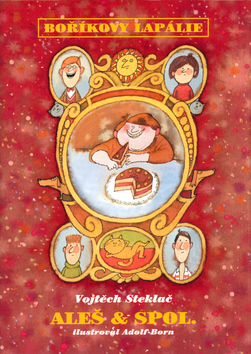 BOŘÍKOVY LAPÁLIE
Vojtěch Steklač
ALEŠ & SPOL.
ilustroval Adolf Born